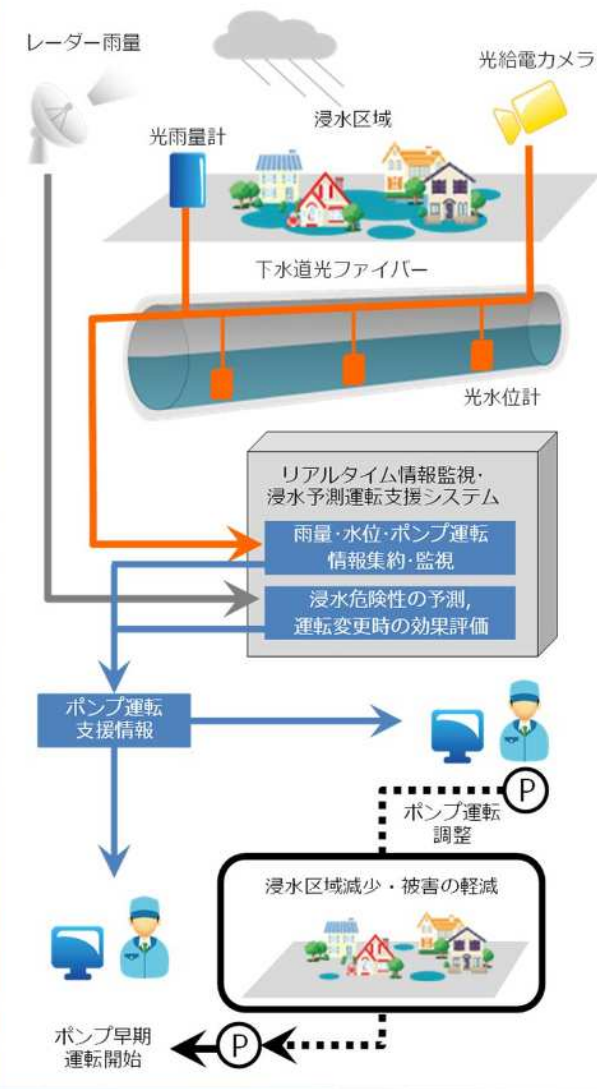 レーダー雨量
光給電カメラ
浸水区域
光雨量計
下水道光ファイバー
光水位計
リアルタイム情報監視・
浸水予測運転支援システム
雨量・水位・ポンプ運転
情報集約・監視
浸水危険性の予測,
運転変更時の効果評価
ポンプ運転
支援情報
P
ポンプ運転
調整
浸水区域減少・被害の軽減
ポンプ早期
運転開始
P